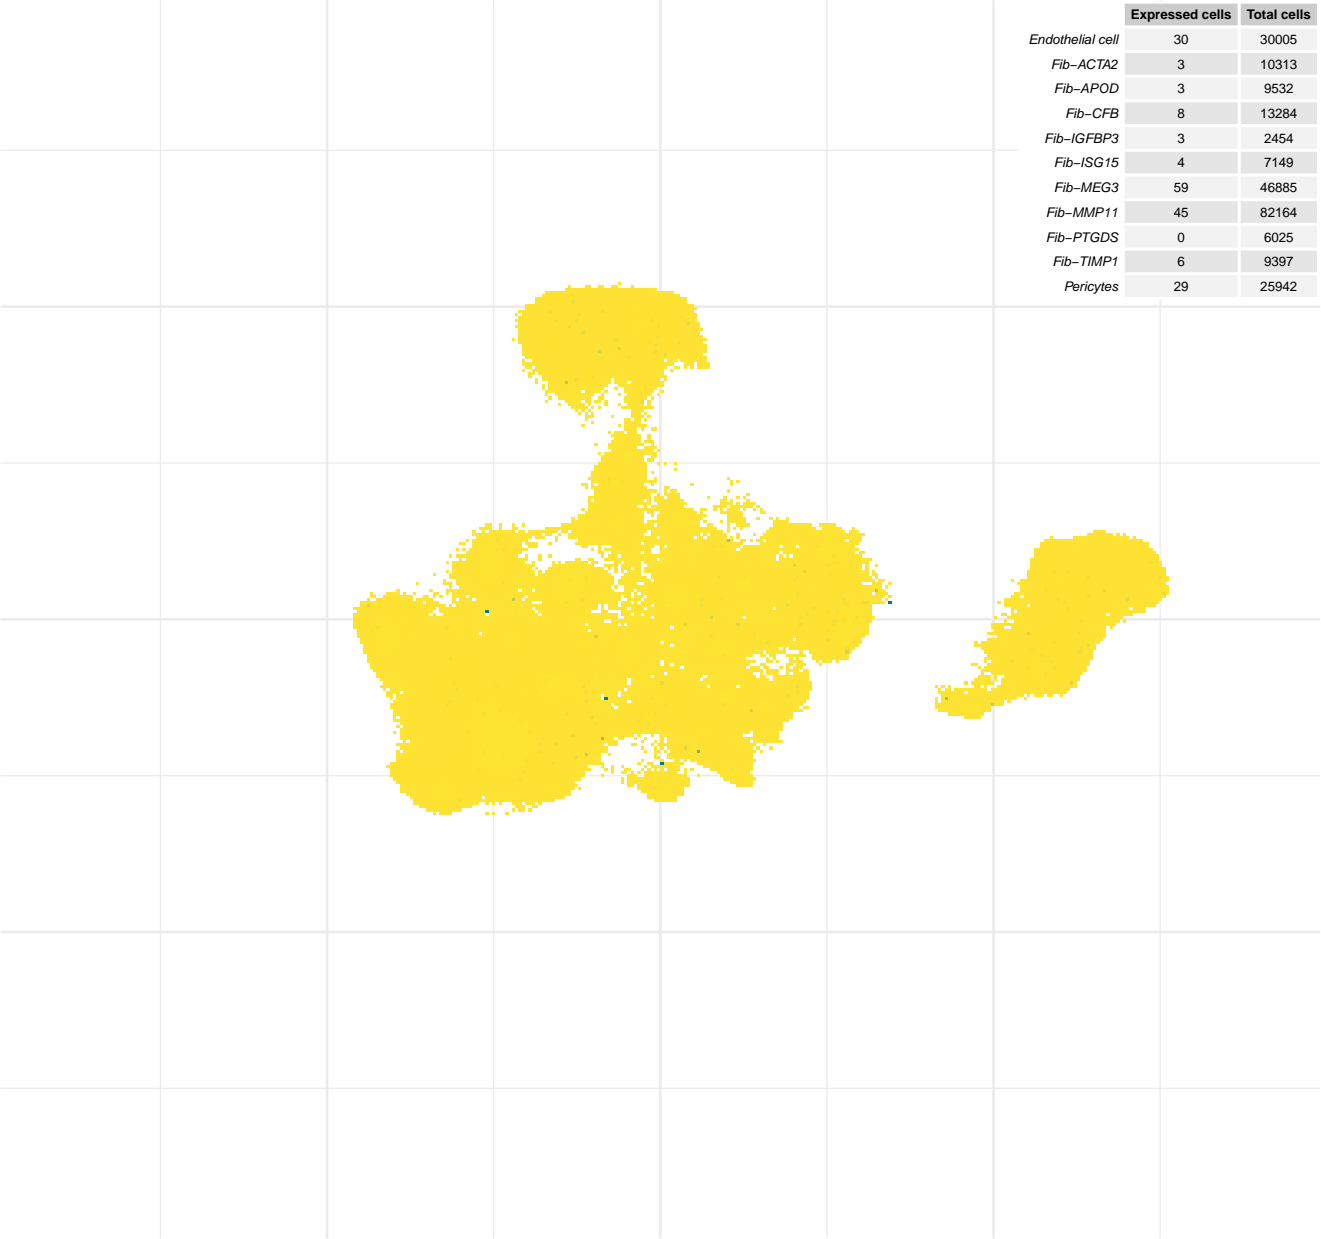 Expressed cells Total cells
Endothelial cell 30 30005
Fib−ACTA2 3 10313
Fib−APOD 3 9532
Fib−CFB 8 13284
Fib−IGFBP3 3 2454
Fib−ISG15 4 7149
Fib−MEG3 59 46885
Fib−MMP11 45 82164
Fib−PTGDS 0 6025
Fib−TIMP1 6 9397
Pericytes 29 25942